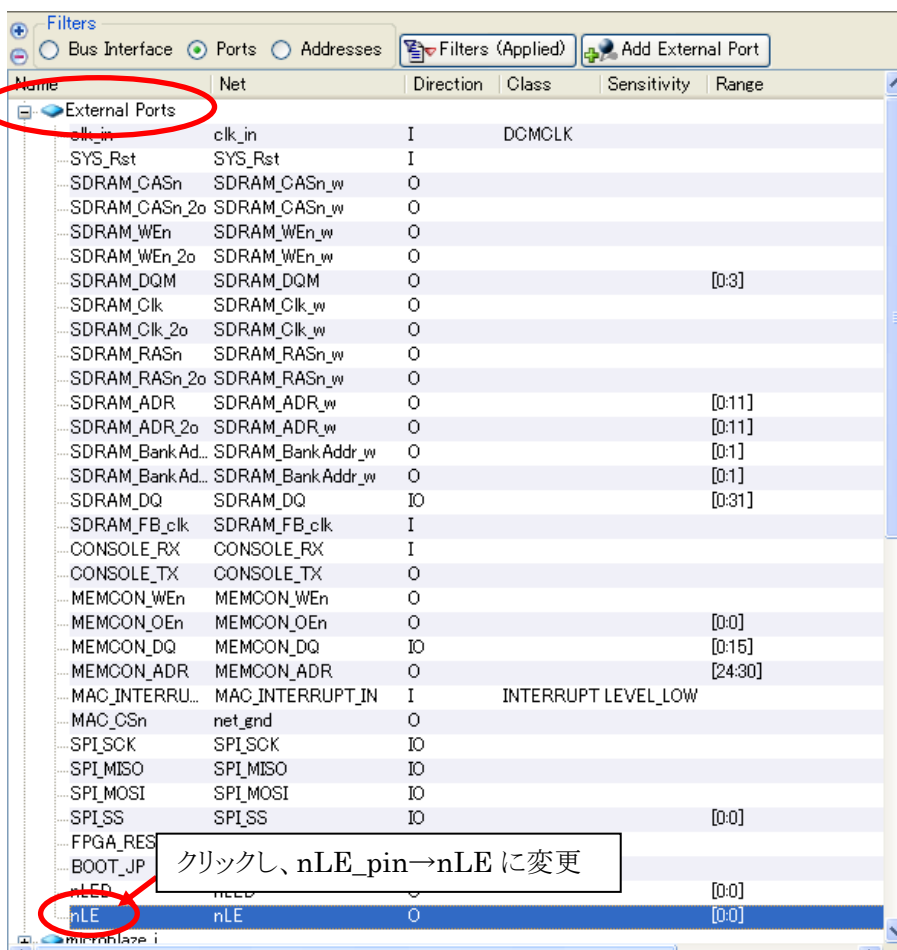 Filters
Bus Interface Ports Addresses Filters (Applied) Add External Port
Name Net Direction Class Sensitivity Range
External Ports
clk_in clk_in I DCMCLK
SYS_Rst SYS_Rst I
SDRAM_CASn SDRAM_CASn_w O
SDRAM_CASn_2o SDRAM_CASn_w O
SDRAM_WEn SDRAM_WEn_w O
SDRAM_WEn_2o SDRAM_WEn_w O
SDRAM_DQM SDRAM_DQM O [0:3]
SDRAM_Clk SDRAM_Clk_w O
SDRAM_Clk_2o SDRAM_Clk_w O
SDRAM_RASn SDRAM_RASn_w O
SDRAM_RASn_2o SDRAM_RASn_w O
SDRAM_ADR SDRAM_ADR_w O [0:11]
SDRAM_ADR_2o SDRAM_ADR_w O [0:11]
SDRAM_BankAd... SDRAM_BankAddr_w O [0:1]
SDRAM_BankAd... SDRAM_BankAddr_w O [0:1]
SDRAM_DQ SDRAM_DQ IO [0:31]
SDRAM_FB_clk SDRAM_FB_clk I
CONSOLE_RX CONSOLE_RX I
CONSOLE_TX CONSOLE_TX O
MEMCON_WEn MEMCON_WEn O
MEMCON_OEn MEMCON_OEn O [0:0]
MEMCON_DQ MEMCON_DQ IO [0:15]
MEMCON_ADR MEMCON_ADR O [24:30]
MAC_INTERRU... MAC_INTERRUPT_IN I INTERRUPT LEVEL_LOW
MAC_CSn net_gnd O
SPI_SCK SPI_SCK IO
SPI_MISO SPI_MISO IO
SPI_MOSI SPI_MOSI IO
SPI_SS SPI_SS IO [0:0]
FPGA_RES
BOOT_JP
クリックし、nLE_pin→nLE に変更
nLED nLED O [0:0]
nLE nLE O [0:0]
microblaze_i